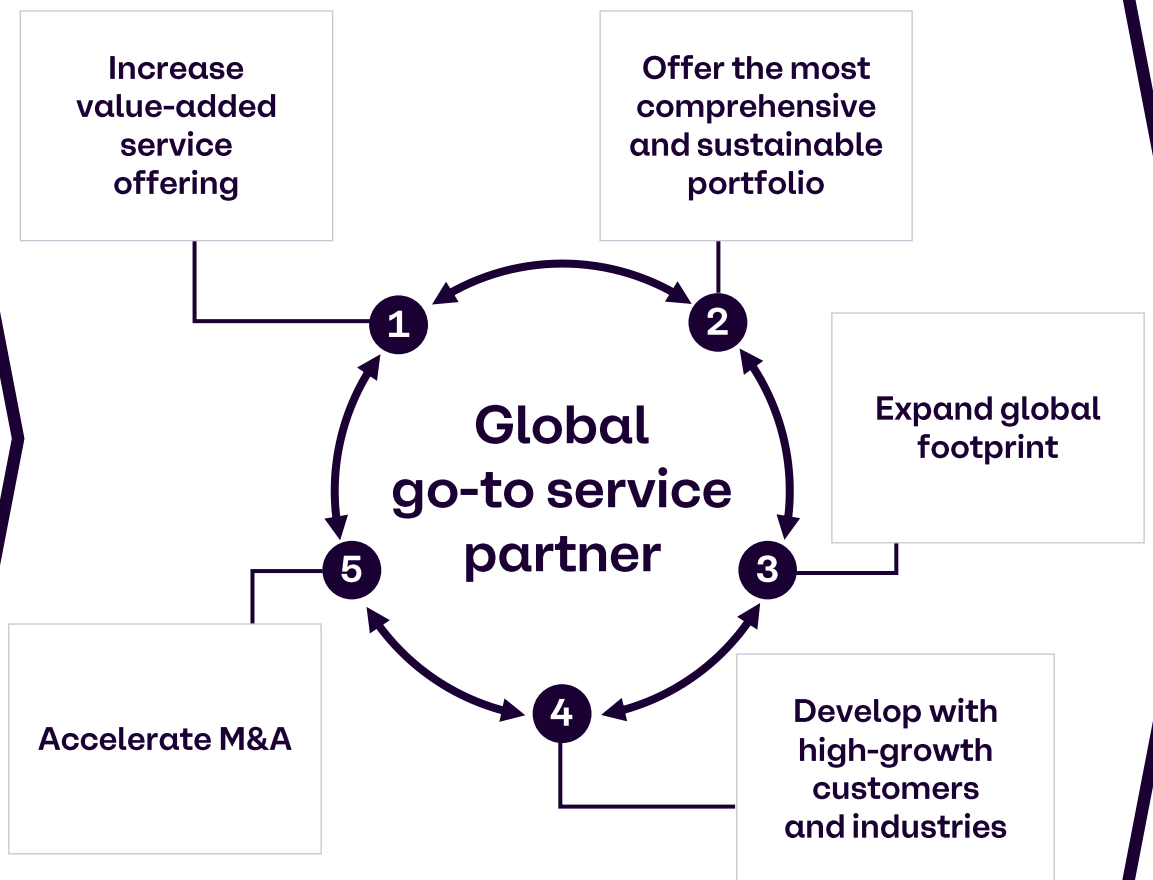 Increase
value-added
service
offering
Offer the most
comprehensive
and sustainable
portfolio
1
2
Expand global
footprint
Global
go-to service
partner
5
3
4
Accelerate M&A
Develop with
high-growth
customers
and industries